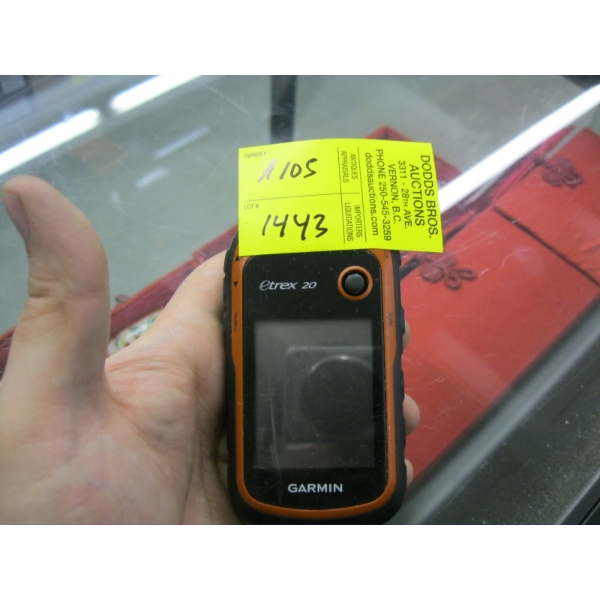 OWNER #
A105
LOT #
1443
ANTIQUES
APPRAISALS
IMPORTERS
LIQUIDATIONS
DODDS BROS.
AUCTIONS
3311 - 28TH AVE.
VERNON, B.C.
PHONE 250-545-3259
doddsauctions.com
etrex 20
GARMIN